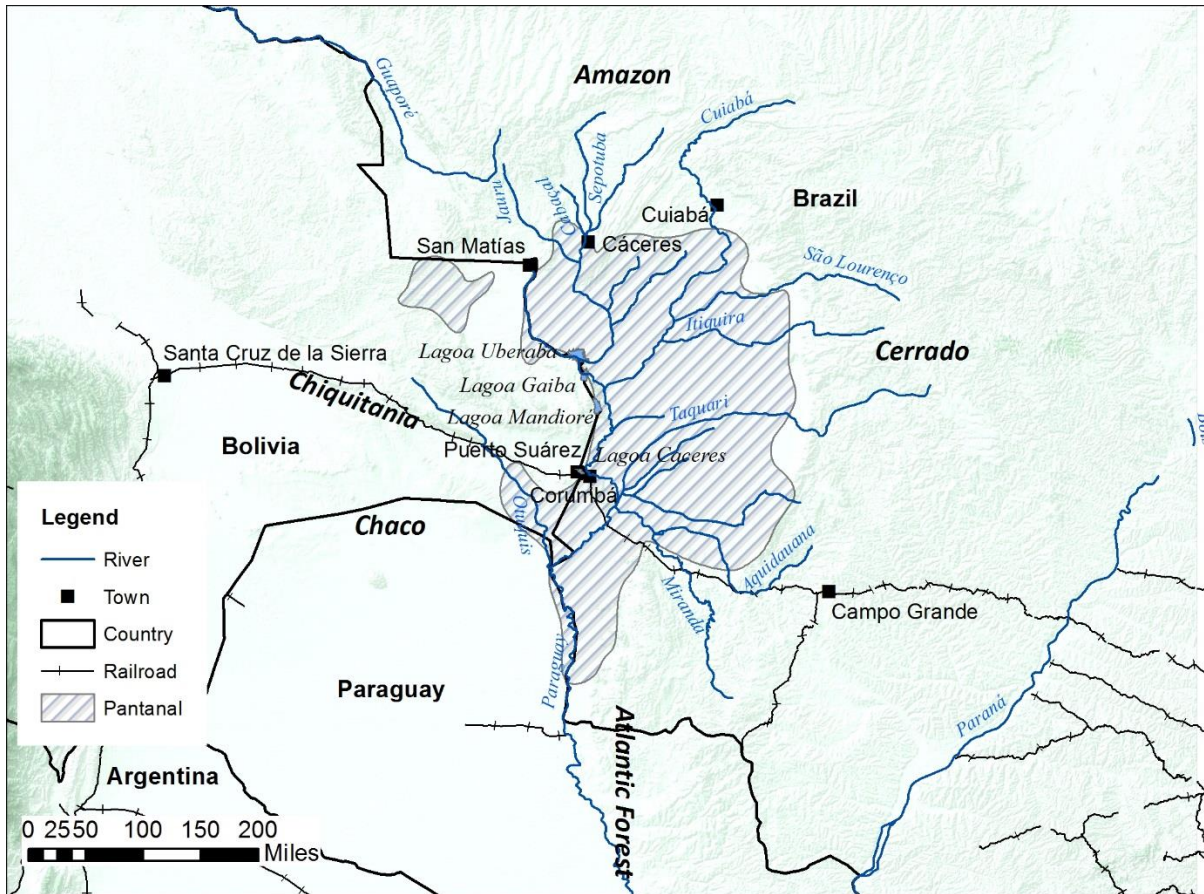 Amazon
Guaporé
Cuiabá
Sepotuba
Cabaçal
Jauru
Cuiabá
Brazil
San Matías
Cáceres
São Lourenço
Itiquira
Lagoa Uberaba
Cerrado
Santa Cruz de la Sierra
Lagoa Gaiba
Chiquitania
Lagoa Mandioré
Taquari
Bolivia
Puerto Suárez
Lagoa Caceres
Corumbá
Otuquis
Chaco
Aquidauana
Miranda
Campo Grande
Paraguay
Paraguay
Paraná
Atlantic Forest
Argentina
Legend
River
Town
Country
Railroad
Pantanal
0 25 50 100 150 200
Miles